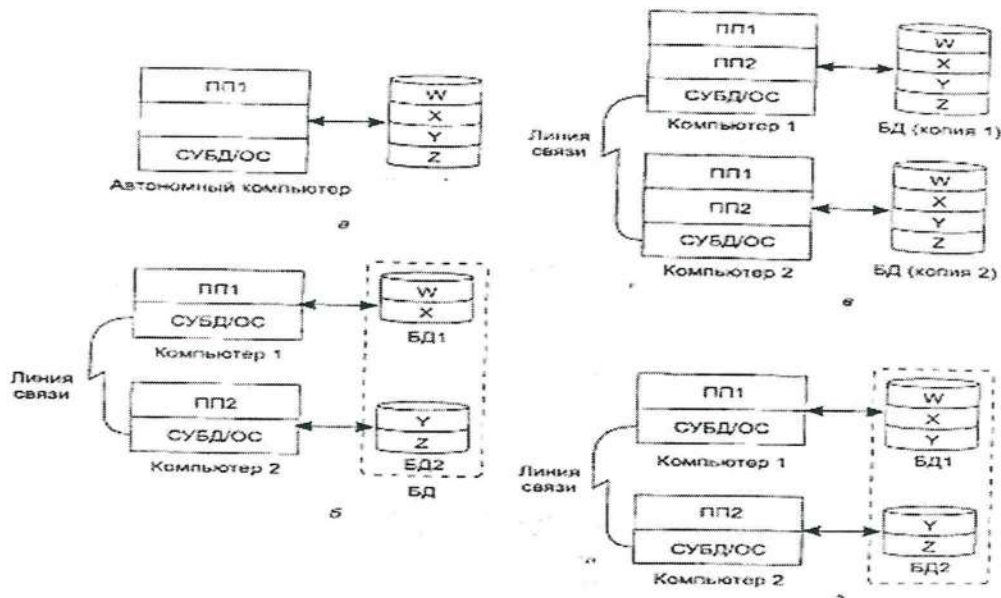 ПП1
СУБД/ОС
Автономный компьютер
W
X
Y
Z
а
ПП1
СУБД/ОС
Компьютер 1
Линия
связи
ПП2
СУБД/ОС
Компьютер 2
W
X
БД1
Y
Z
БД2
БД
б
ПП1
ПП2
СУБД/ОС
Компьютер 1
W
X
Y
Z
БД (копия 1)
Линия
связи
ПП1
ПП2
СУБД/ОС
Компьютер 2
W
X
Y
Z
БД (копия 2)
в
ПП1
СУБД/ОС
Компьютер 1
W
X
Y
БД1
Линия
связи
ПП2
СУБД/ОС
Компьютер 2
Y
Z
БД2